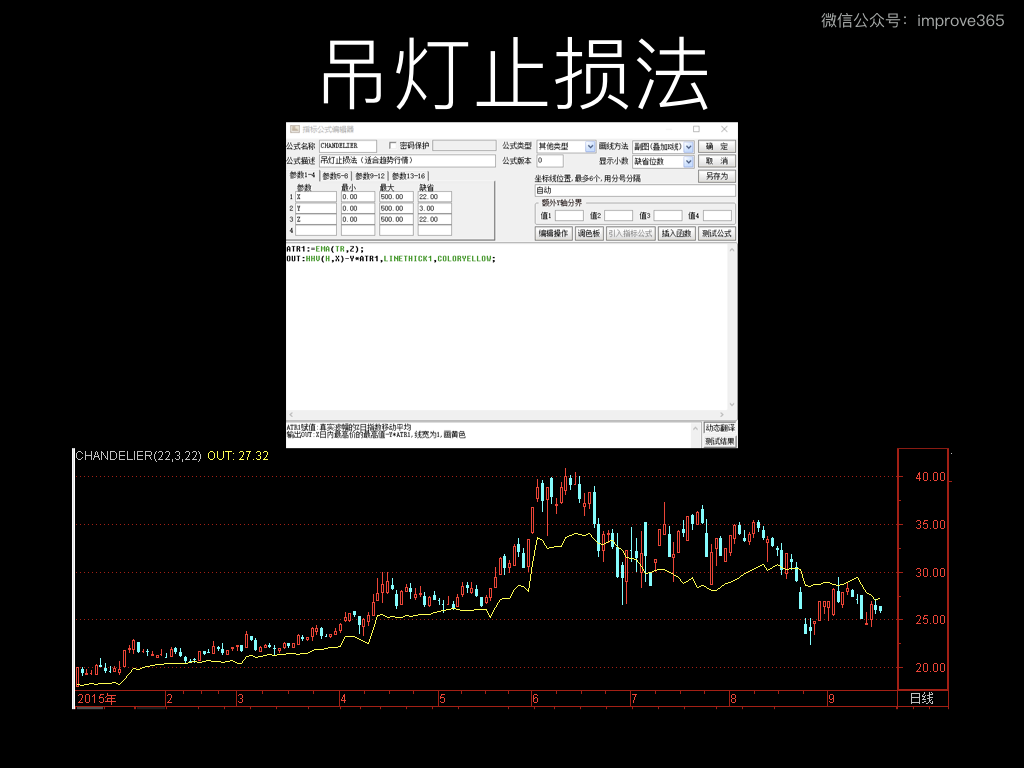 微信公众号：improve365
吊灯止损法
指标公式编辑器
公式名称 CHANDELIER 密码保护 公式类型 其他类型 画线方法 副图(叠加K线) 确 定
公式描述 吊灯止损法(适合趋势行情) 公式版本 0 显示小数 缺省位数 取 消
参数1-4 参数5-8 参数9-12 参数13-16 坐标线位置,最多6个,用分号分隔 另存为
参数 最小 最大 缺省 自动
1 X 0.00 500.00 22.00 额外Y轴分界
2 Y 0.00 500.00 3.00 值1 值2 值3 值4
3 Z 0.00 500.00 22.00
4 编辑操作 调色板 引入指标公式 插入函数 测试公式
ATR1:=EMA(TR,Z);
OUT:HHV(H,X)-Y*ATR1,LINETHICK1,COLORYELLOW;
ATR1赋值:真实波幅的Z日指数移动平均 动态翻译
输出OUT:X日内最高价的最高值-Y*ATR1,线宽为1,画黄色 测试结果
CHANDELIER(22,3,22) OUT: 27.32
40.00
35.00
30.00
25.00
20.00
2015年 2 3 4 5 6 7 8 9 日线